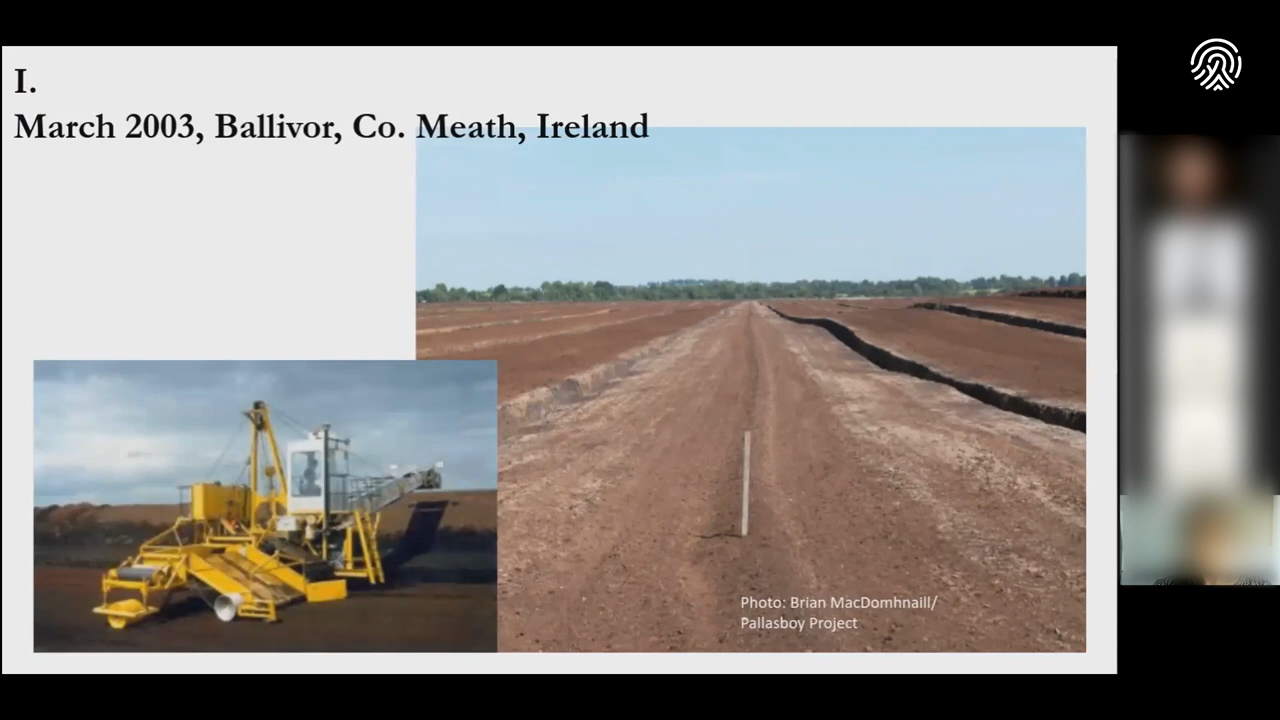 I.
March 2003, Ballivor, Co. Meath, Ireland
Photo: Brian MacDomhnaill/
Pallasboy Project